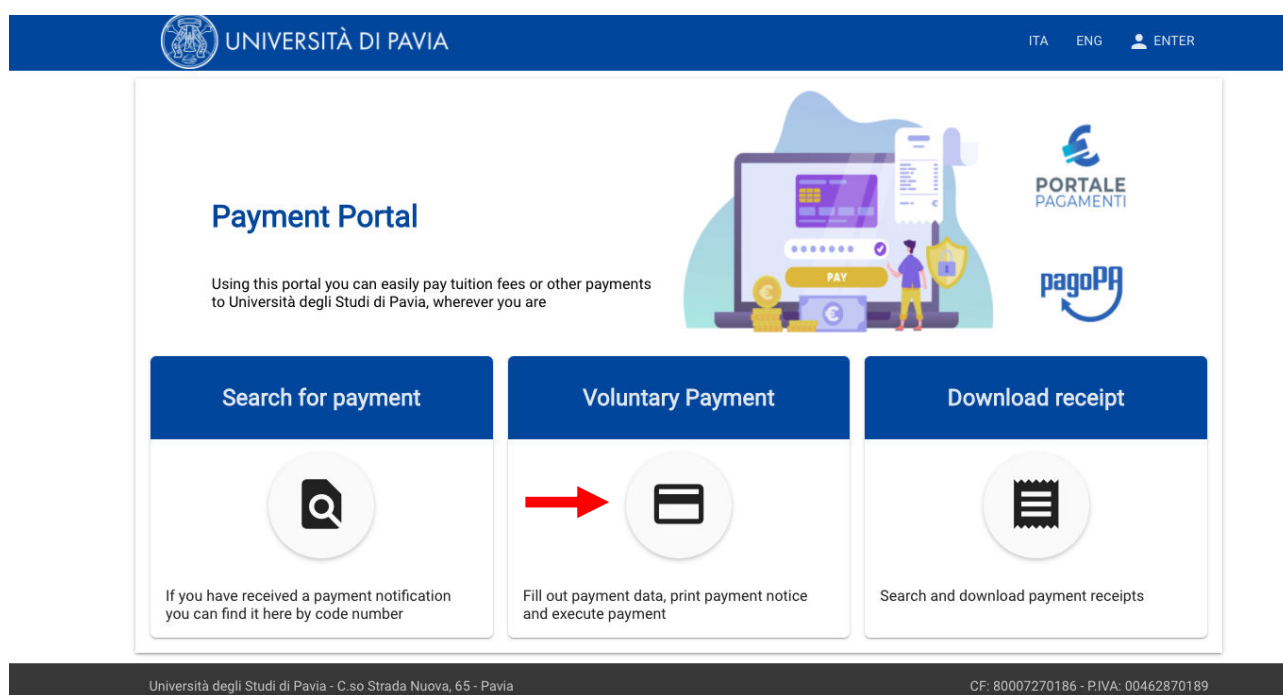 UNIVERSITÀ DI PAVIA
ITA ENG ENTER
Payment Portal
Using this portal you can easily pay tuition fees or other payments
to Università degli Studi di Pavia, wherever you are
PAY
PORTALE
PAGAMENTI
pagoPA
Search for payment
If you have received a payment notification
you can find it here by code number
Voluntary Payment
Fill out payment data, print payment notice
and execute payment
Download receipt
Search and download payment receipts
Università degli Studi di Pavia - C.so Strada Nuova, 65 - Pavia
CF: 80007270186 - P.IVA: 00462870189